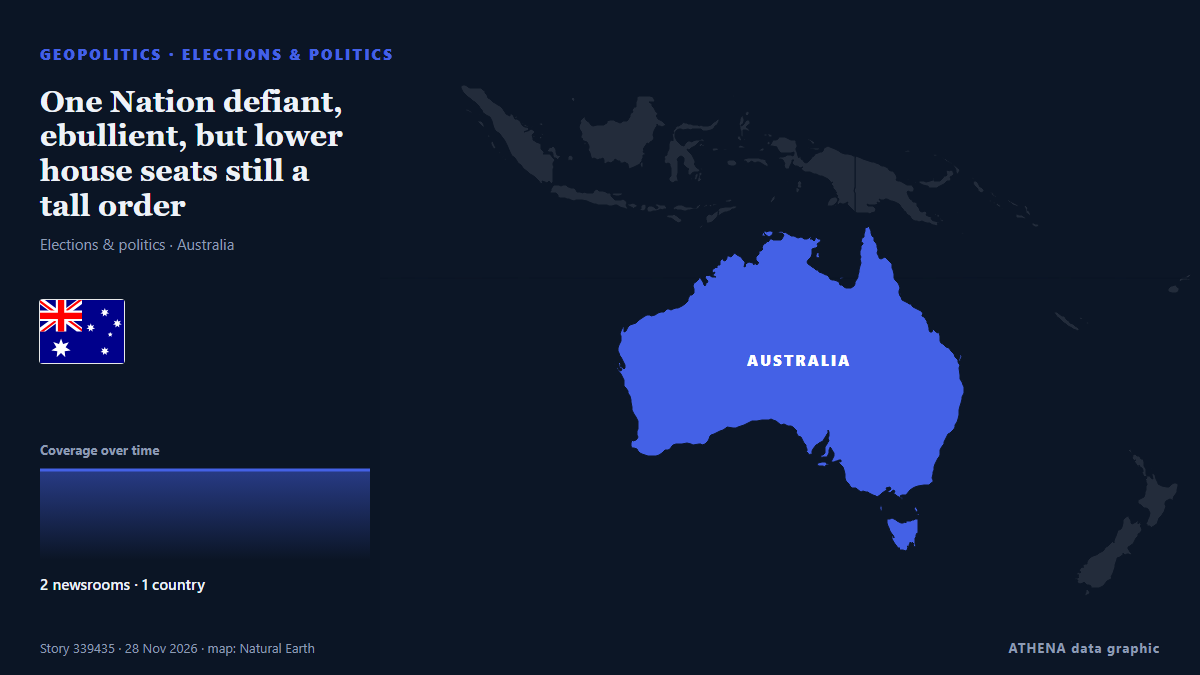 GEOPOLITICS · ELECTIONS & POLITICS
One Nation defiant,
ebullient, but lower
house seats still a
tall order
Elections & politics · Australia
AUSTRALIA
Coverage over time
2 newsrooms · 1 country
Story 339435 · 28 Nov 2026 · map: Natural Earth
ATHENA data graphic